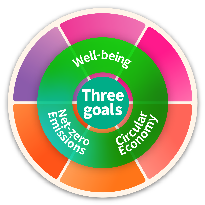 Well-being
Three
goals
Net-zero
Emissions
Circular
Economy